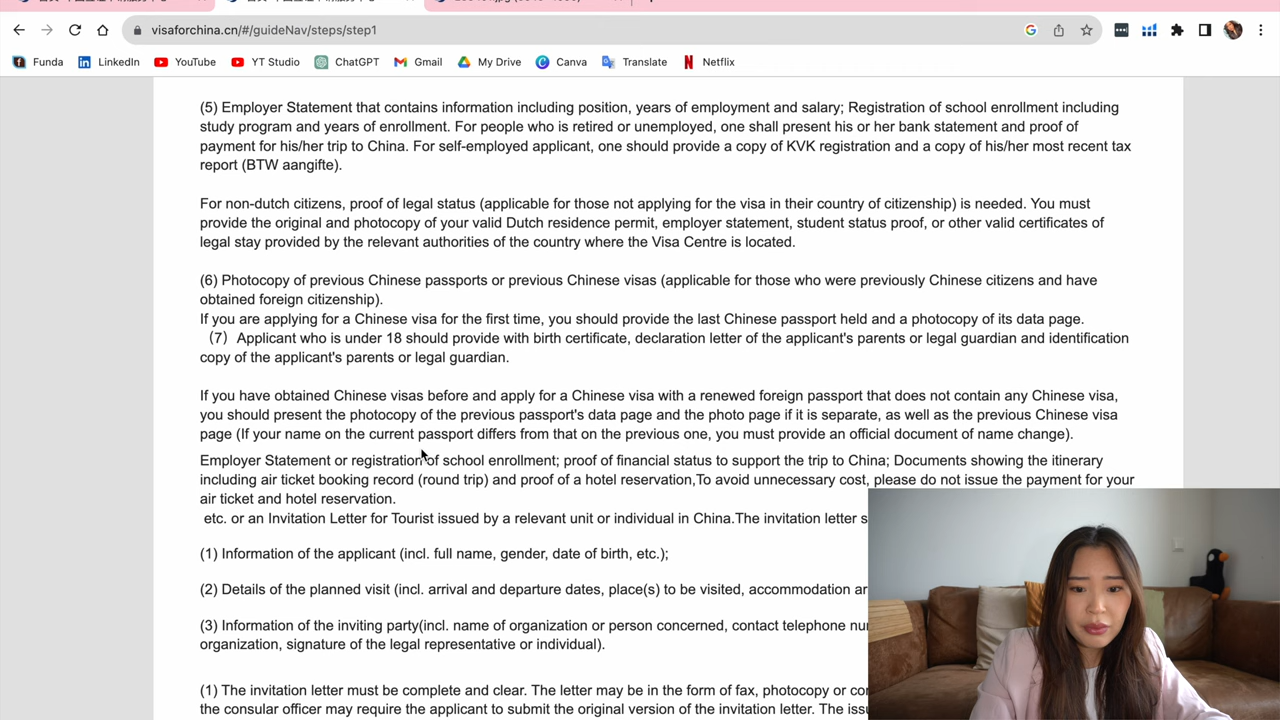 visaforchina.cn/#/guideNav/steps/step1
Funda LinkedIn YouTube YT Studio ChatGPT Gmail My Drive Canva Translate Netflix
(5) Employer Statement that contains information including position, years of employment and salary; Registration of school enrollment including
study program and years of enrollment. For people who is retired or unemployed, one shall present his or her bank statement and proof of
payment for his/her trip to China. For self-employed applicant, one should provide a copy of KVK registration and a copy of his/her most recent tax
report (BTW aangifte).
For non-dutch citizens, proof of legal status (applicable for those not applying for the visa in their country of citizenship) is needed. You must
provide the original and photocopy of your valid Dutch residence permit, employer statement, student status proof, or other valid certificates of
legal stay provided by the relevant authorities of the country where the Visa Centre is located.
(6) Photocopy of previous Chinese passports or previous Chinese visas (applicable for those who were previously Chinese citizens and have
obtained foreign citizenship).
If you are applying for a Chinese visa for the first time, you should provide the last Chinese passport held and a photocopy of its data page.
（7）Applicant who is under 18 should provide with birth certificate, declaration letter of the applicant's parents or legal guardian and identification
copy of the applicant's parents or legal guardian.
If you have obtained Chinese visas before and apply for a Chinese visa with a renewed foreign passport that does not contain any Chinese visa,
you should present the photocopy of the previous passport's data page and the photo page if it is separate, as well as the previous Chinese visa
page (If your name on the current passport differs from that on the previous one, you must provide an official document of name change).
Employer Statement or registration of school enrollment; proof of financial status to support the trip to China; Documents showing the itinerary
including air ticket booking record (round trip) and proof of a hotel reservation,To avoid unnecessary cost, please do not issue the payment for your
air ticket and hotel reservation.
etc. or an Invitation Letter for Tourist issued by a relevant unit or individual in China.The invitation letter
(1) Information of the applicant (incl. full name, gender, date of birth, etc.);
(2) Details of the planned visit (incl. arrival and departure dates, place(s) to be visited, accommodation
(3) Information of the inviting party(incl. name of organization or person concerned, contact telephone
organization, signature of the legal representative or individual).
(1) The invitation letter must be complete and clear. The letter may be in the form of fax, photocopy or
the consular officer may require the applicant to submit the original version of the invitation letter. The